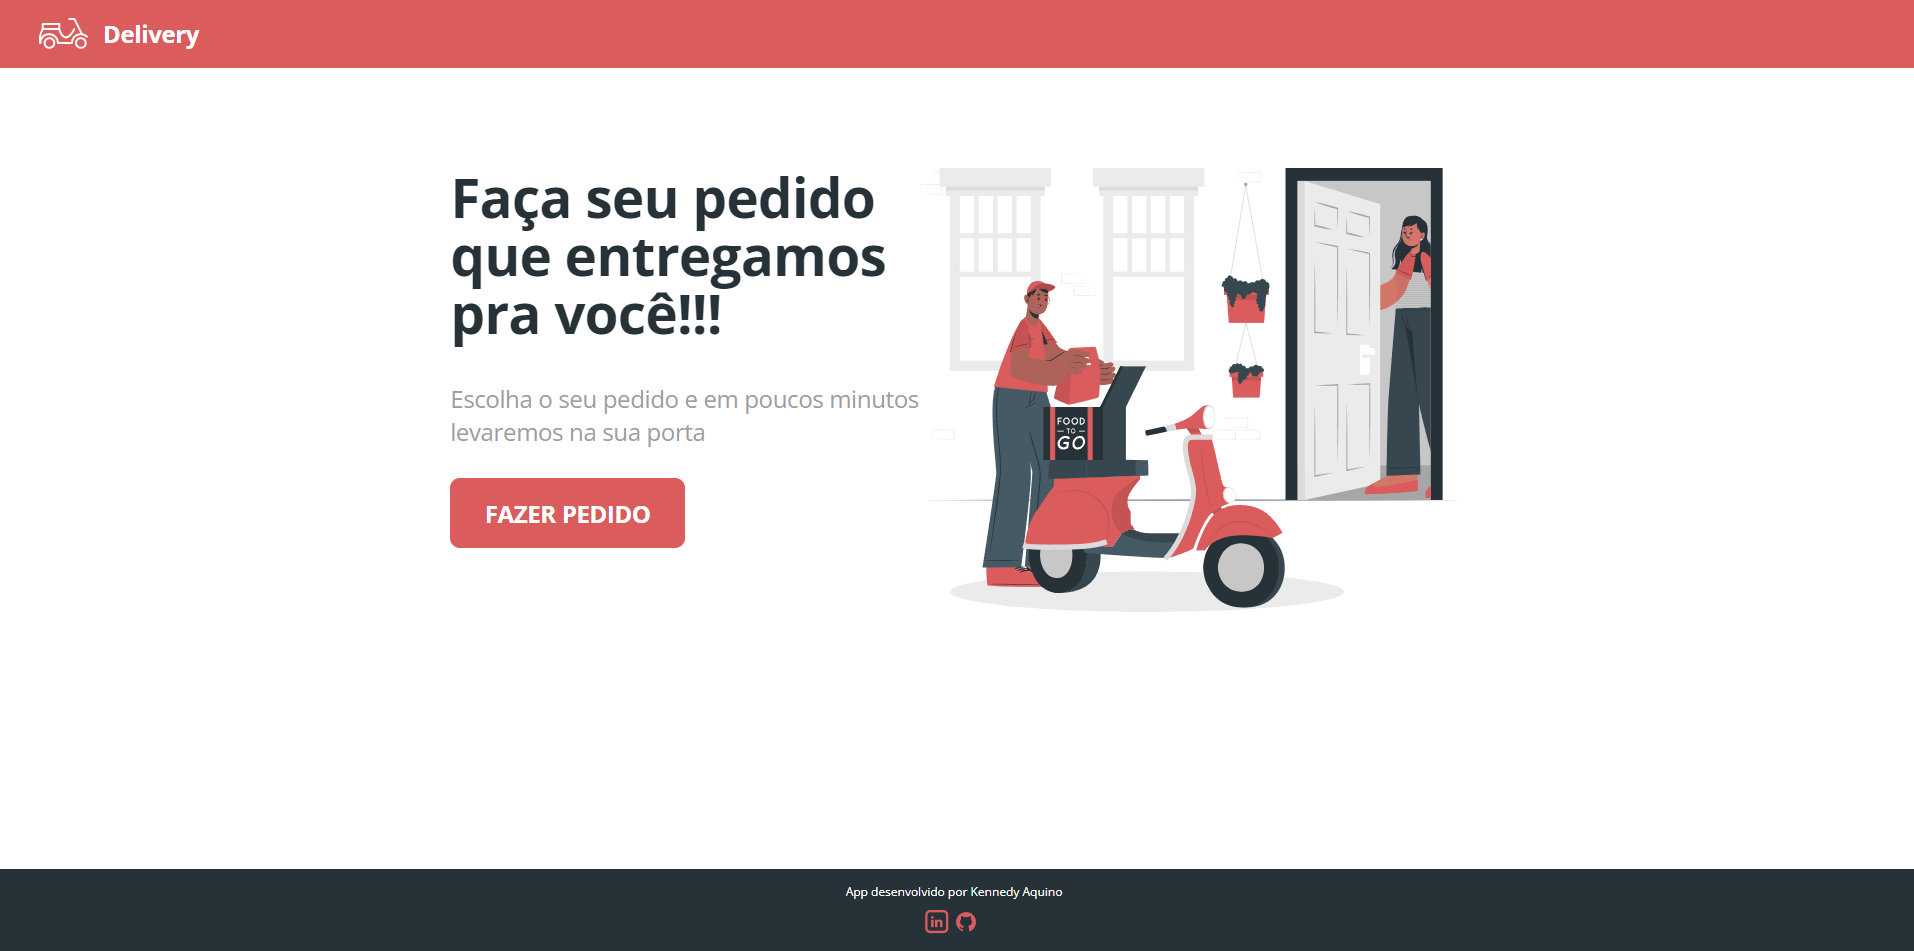 Delivery
Faça seu pedido
que entregamos
pra você!!!
Escolha o seu pedido e em poucos minutos
levaremos na sua porta
FAZER PEDIDO
FOOD
TO
GO
App desenvolvido por Kennedy Aquino
in